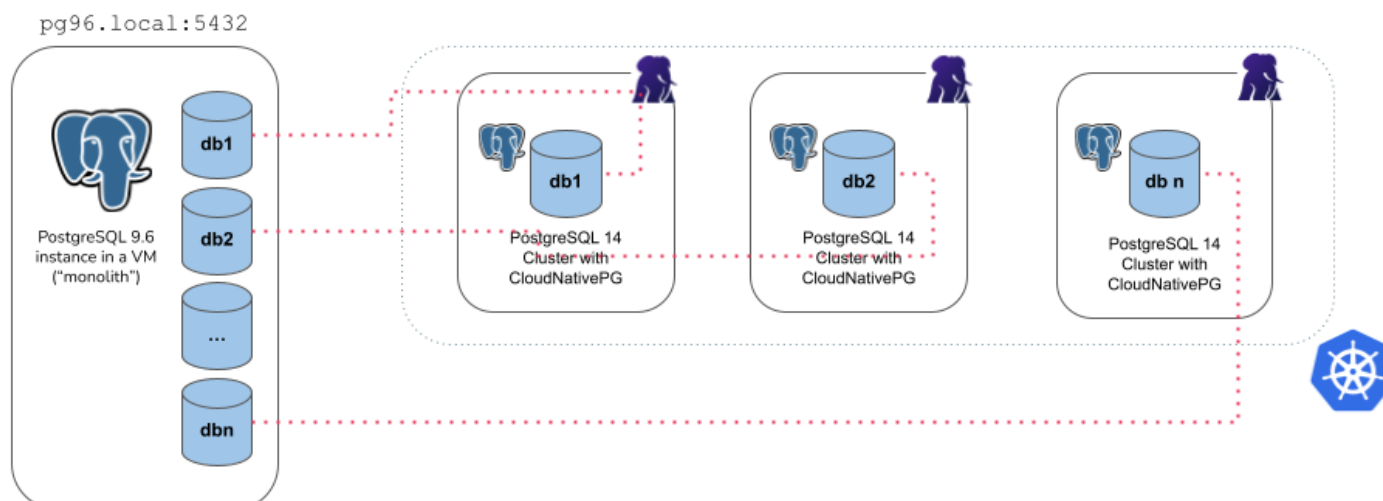 pg96.local:5432
db1
db2
...
dbn
PostgreSQL 9.6
instance in a VM
("monolith")
db1
PostgreSQL 14
Cluster with
CloudNativePG
db2
PostgreSQL 14
Cluster with
CloudNativePG
db n
PostgreSQL 14
Cluster with
CloudNativePG